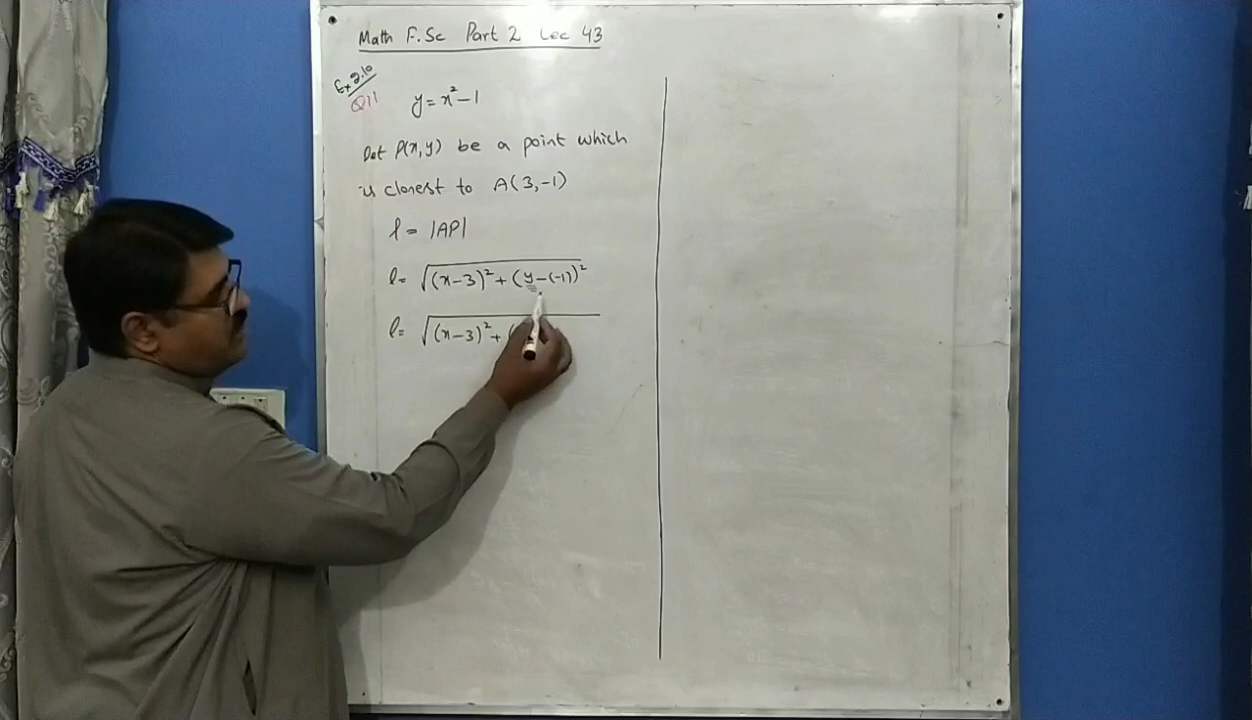 Math F.Sc Part 2 Lec 43
Ex 2.10
Q11 y = x² - 1
Let P(x, y) be a point which
is closest to A(3, -1)
l = |AP|
l = √((x-3)² + (y-(-1))²
l = √((x-3)² + (